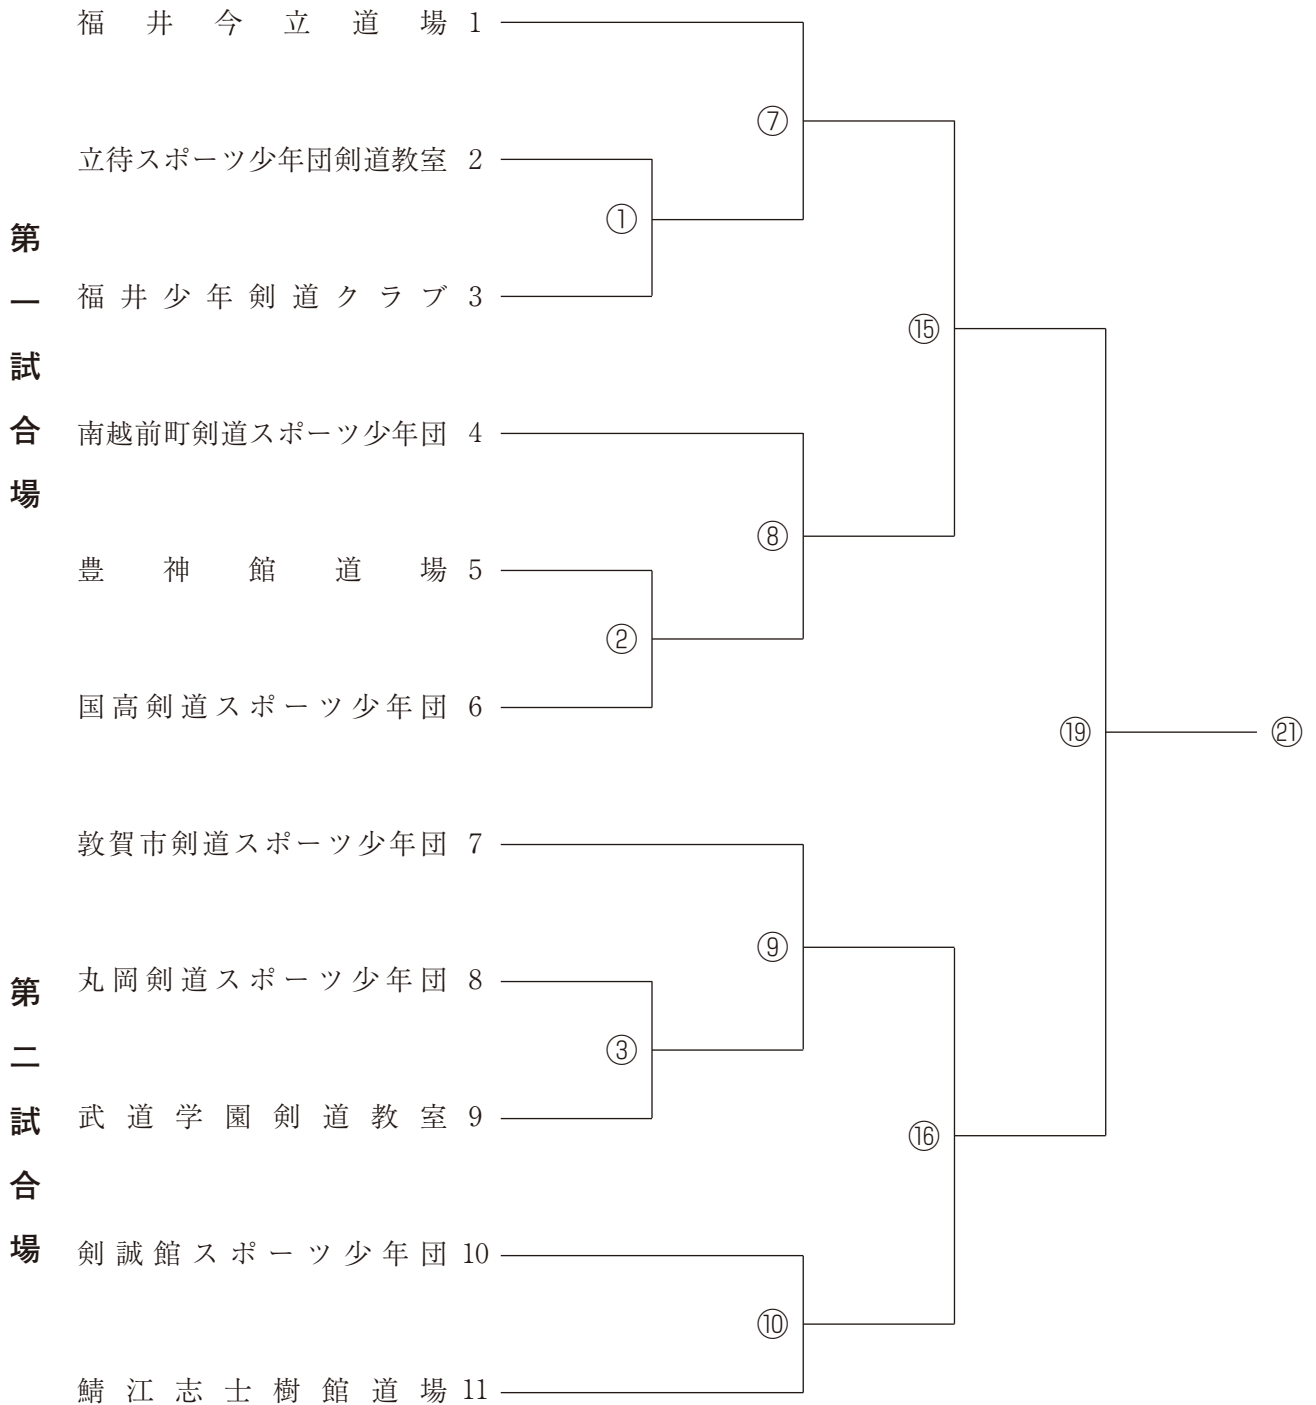 第一試合場
福井今立道場 1
⑦
立待スポーツ少年団剣道教室 2
①
福井少年剣道クラブ 3
⑮
南越前町剣道スポーツ少年団 4
⑧
豊神館道場 5
②
国高剣道スポーツ少年団 6
⑲
㉑
第二試合場
敦賀市剣道スポーツ少年団 7
⑨
丸岡剣道スポーツ少年団 8
③
武道学園剣道教室 9
⑯
剣誠館スポーツ少年団 10
⑩
鯖江志士樹館道場 11